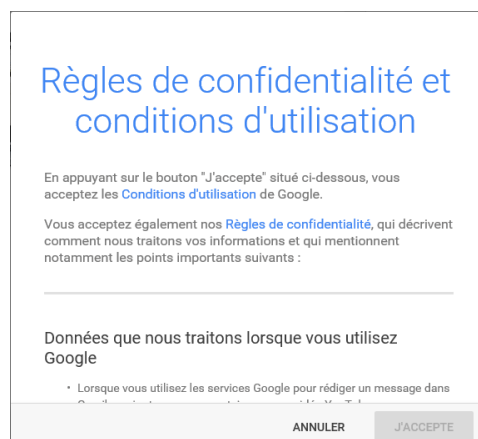 Règles de confidentialité et
conditions d'utilisation
En appuyant sur le bouton "J'accepte" situé ci-dessous, vous
acceptez les Conditions d'utilisation de Google.
Vous acceptez également nos Règles de confidentialité, qui décrivent
comment nous traitons vos informations et qui mentionnent
notamment les points importants suivants :
Données que nous traitons lorsque vous utilisez
Google
• Lorsque vous utilisez les services Google pour rédiger un message dans
ANNULER J'ACCEPTE